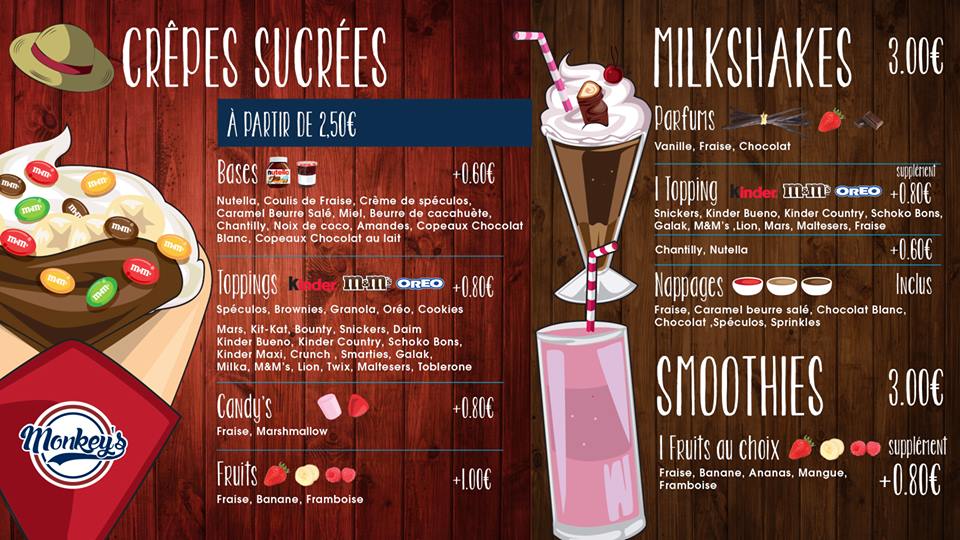 CRÊPES SUCRÉES
À PARTIR DE 2,50€
Bases nutella +0.60€
Nutella, Coulis de Fraise, Crème de spéculos,
Caramel Beurre Salé, Miel, Beurre de cacahuète,
Chantilly, Noix de coco, Amandes, Copeaux Chocolat
Blanc, Copeaux Chocolat au lait
Toppings Kinder m&m's OREO +0.80€
Spéculos, Brownies, Granola, Oréo, Cookies
Mars, Kit-Kat, Bounty, Snickers, Daim
Kinder Bueno, Kinder Country, Schoko Bons,
Kinder Maxi, Crunch , Smarties, Galak,
Milka, M&M's, Lion, Twix, Maltesers, Toblerone
Candy's +0.80€
Fraise, Marshmallow
Fruits +1.00€
Fraise, Banane, Framboise
m&m's
m&m's
m&m's
m&m's
m&m's
m&m's
m&m's
m&m's
m&m's
m&m's
Monkey's
MILKSHAKES 3.00€
Parfums
Vanille, Fraise, Chocolat
supplément
1 Topping Kinder m&m's OREO +0.80€
Snickers, Kinder Bueno, Kinder Country, Schoko Bons,
Galak, M&M's ,Lion, Mars, Maltesers, Fraise
Chantilly, Nutella +0.60€
Nappages Inclus
Fraise, Caramel beurre salé, Chocolat Blanc,
Chocolat ,Spéculos, Sprinkles
SMOOTHIES 3.00€
1 Fruits au choix supplément
Fraise, Banane, Ananas, Mangue, +0.80€
Framboise